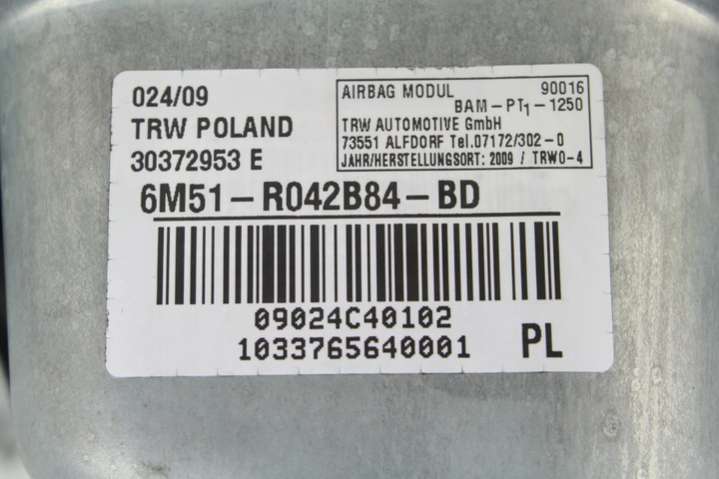 024/09
TRW POLAND
30372953 E
AIRBAG MODUL 90016
BAM-PT1-1250
TRW AUTOMOTIVE GmbH
73551 ALFDORF Tel.07172/302-0
JAHR/HERSTELLUNGSORT: 2009 / TRW0-4
6M51-R042B84-BD
09024C40102
1033765640001 PL